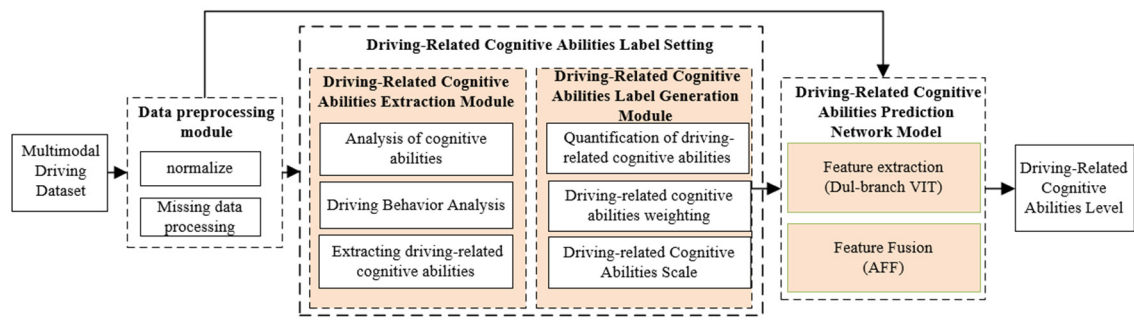 Driving-Related Cognitive Abilities Label Setting
Multimodal
Driving
Dataset
Data preprocessing
module
normalize
Missing data
processing
Driving-Related Cognitive
Abilities Extraction Module
Analysis of cognitive
abilities
Driving Behavior Analysis
Extracting driving-related
cognitive abilities
Driving-Related Cognitive
Abilities Label Generation
Module
Quantification of driving-
related cognitive abilities
Driving-related cognitive
abilities weighting
Driving-related Cognitive
Abilities Scale
Driving-Related Cognitive
Abilities Prediction
Network Model
Feature extraction
(Dul-branch VIT)
Feature Fusion
(AFF)
Driving-Related
Cognitive
Abilities Level